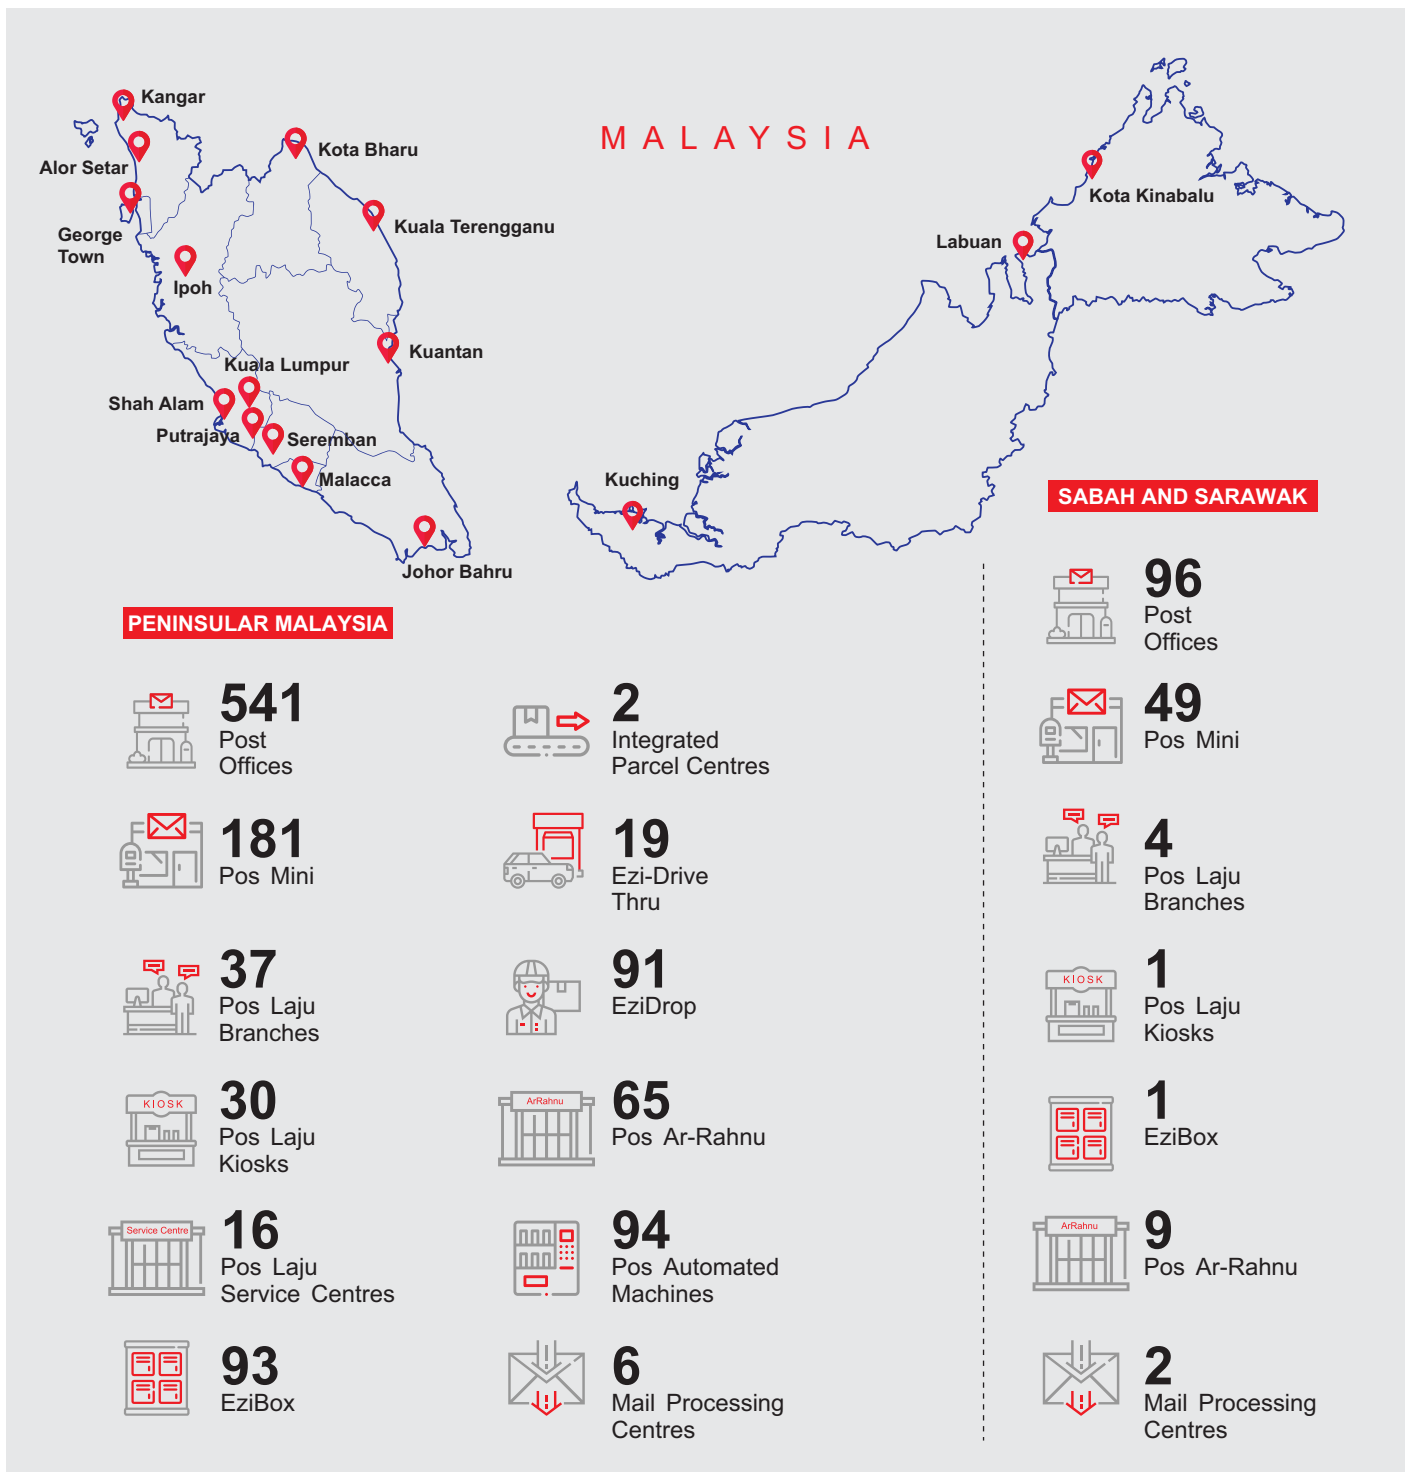 MALAYSIA
Kangar
Alor Setar
George
Town
Ipoh
Kota Bharu
Kuala Terengganu
Kuantan
Kuala Lumpur
Shah Alam
Putrajaya
Seremban
Malacca
Johor Bahru
Kota Kinabalu
Labuan
Kuching
PENINSULAR MALAYSIA
541
Post
Offices
181
Pos Mini
37
Pos Laju
Branches
KIOSK
30
Pos Laju
Kiosks
Service Centre
16
Pos Laju
Service Centres
93
EziBox
2
Integrated
Parcel Centres
19
Ezi-Drive
Thru
91
EziDrop
ArRahnu
65
Pos Ar-Rahnu
94
Pos Automated
Machines
6
Mail Processing
Centres
SABAH AND SARAWAK
96
Post
Offices
49
Pos Mini
4
Pos Laju
Branches
KIOSK
1
Pos Laju
Kiosks
1
EziBox
ArRahnu
9
Pos Ar-Rahnu
2
Mail Processing
Centres